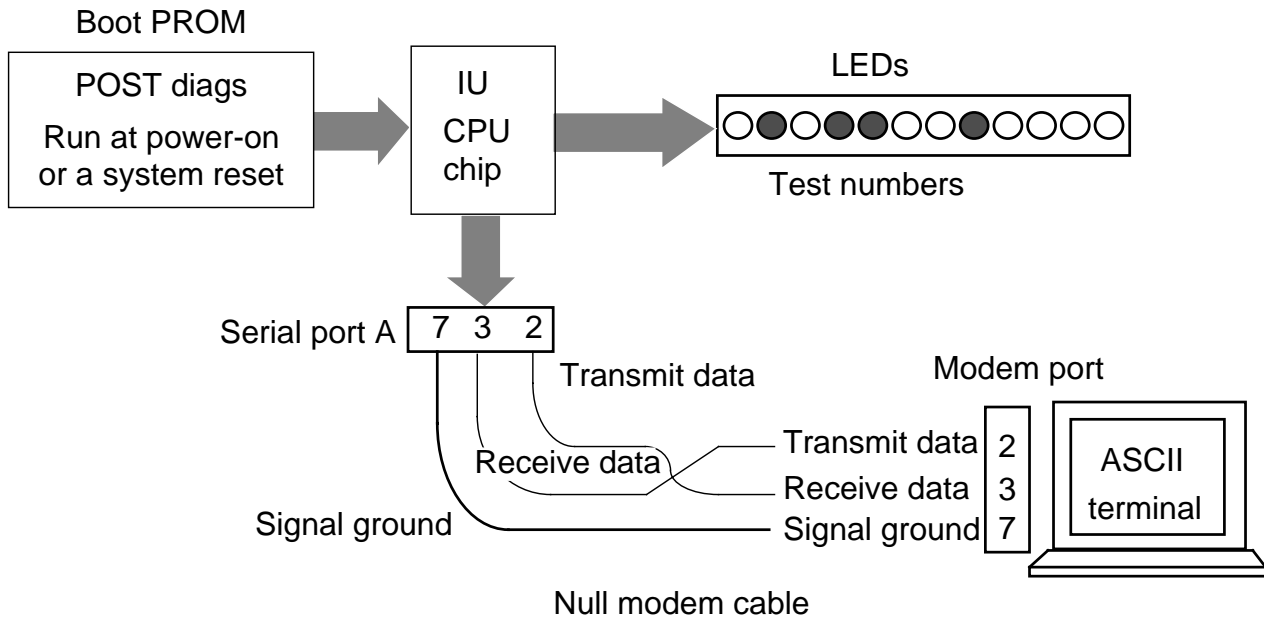 Boot PROM
POST diags
Run at power-on
or a system reset
IU
CPU
chip
LEDs
Test numbers
Serial port A
7 3 2
Transmit data
Receive data
Signal ground
Modem port
Transmit data 2
Receive data 3
Signal ground 7
ASCII
terminal
Null modem cable